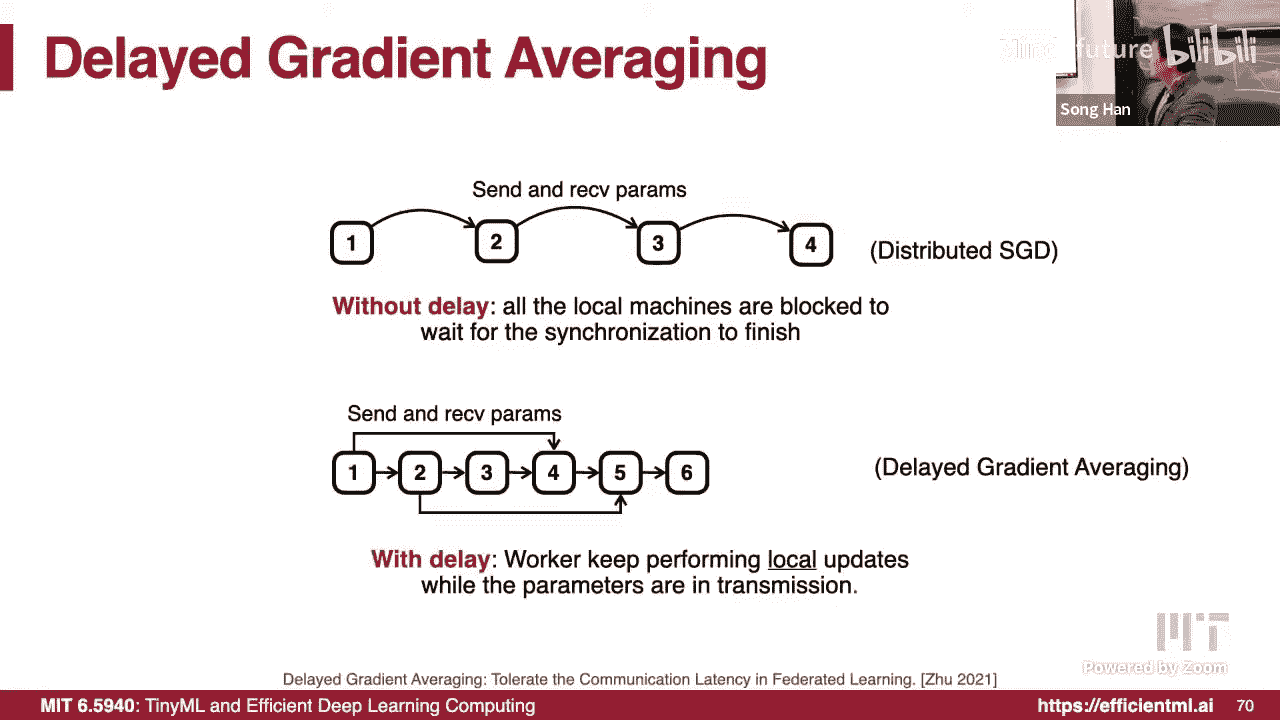 Delayed Gradient Averaging
future bilibili
Song Han
Send and recv params
1 2 3 4 (Distributed SGD)
Without delay: all the local machines are blocked to
wait for the synchronization to finish
Send and recv params
1 2 3 4 5 6 (Delayed Gradient Averaging)
With delay: Worker keep performing local updates
while the parameters are in transmission.
MIT
Powered by Zoom
Delayed Gradient Averaging: Tolerate the Communication Latency in Federated Learning. [Zhu 2021]
MIT 6.5940: TinyML and Efficient Deep Learning Computing https://efficientml.ai 70